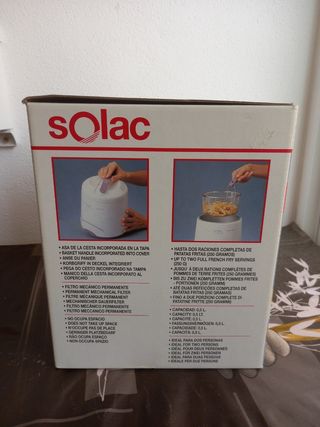 solac
• ASA DE LA CESTA INCORPORADA EN LA TAPA
• BASKET HANDLE INCORPORATED INTO COVER
• ANSE DU PANIER
• KORBGRIFF IN DECKEL INTEGRIERT
• PEGA DO CESTO INCORPORADA NA TAMPA
• MANICO DELLA CESTA INCORPORATO AL
COPERCHIO
• FILTRO MECÁNICO PERMANENTE
• PERMANENT MECHANICAL FILTER
• FILTRE MECANIQUE PERMANENT
• MECHANISCHER DAUERFILTER
• FILTRO MECÂNICO PERMANENTE
• FILTRO MECCANICO PERMANENTE
• NO OCUPA ESPACIO
• DOES NOT TAKE UP SPACE
• N'OCCUPE PAS DE PLACE
• GERINGER PLATZBEDARF
• NÃO OCUPA ESPAÇO
• NON OCCUPA SPAZIO
• HASTA DOS RACIONES COMPLETAS DE
PATATAS FRITAS (250 GRAMOS)
• UP TO TWO FULL FRENCH FRY SERVINGS
(250 G)
• JUSQU' À DEUX RATIONS COMPLÈTES DE
POMMES DE TERRE FRITES (250 GRAMMES)
• BIS ZU ZWEI KOMPLETTEN POMMES FRITES
- PORTIONEN (250 GRAMM)
• ATÉ DUAS REFEIÇÕES COMPLETAS DE
BATATAS FRITAS (250 GRAMAS)
• FINO A DUE PORZIONI COMPLETE DI
PATATINE FRITTE (250 GRAMMI)
• CAPACIDAD: 0,5 L.
• CAPACITY: 0,5 LT.
• CAPACITÉ: 0,5 L.
• FASSUNGSVERMÖGEN: 0,5 L.
• CAPACIDADE: 0,5 L.
• CAPACITÀ: 0,5 L.
• IDEAL PARA DOS PERSONAS
• IDEAL FOR TWO
• IDEAL POUR DEUX PERSONNES
• IDEAL FÜR ZWEI PERSONEN
• IDEAL PARA DUAS PESSOAS
• IDEALE PER DUE PERSONE